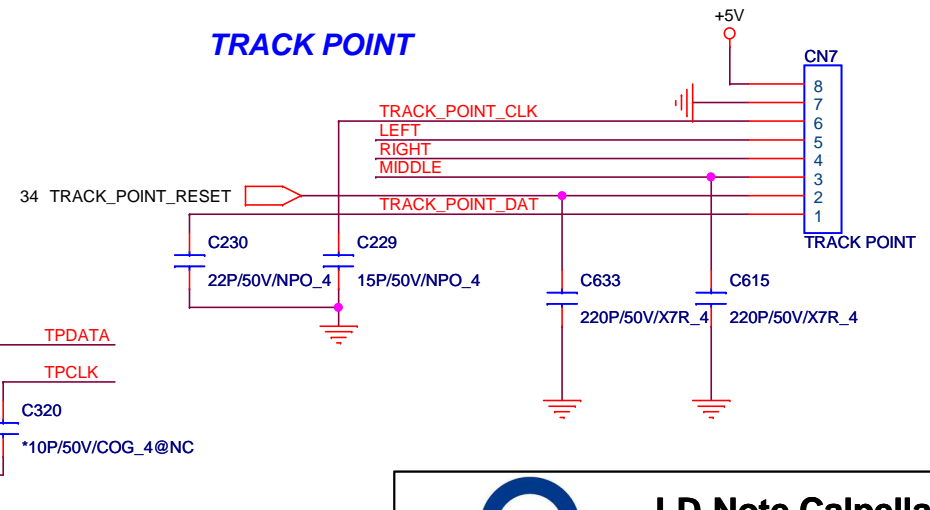 TRACK POINT
+5V
CN7
8
7
TRACK_POINT_CLK
6
LEFT
5
RIGHT
4
MIDDLE
3
34 TRACK_POINT_RESET
2
TRACK_POINT_DAT
1
TRACK POINT
C230
22P/50V/NPO_4
C229
15P/50V/NPO_4
C633
220P/50V/X7R_4
C615
220P/50V/X7R_4
TPDATA
TPCLK
C320
*10P/50V/COG_4@NC